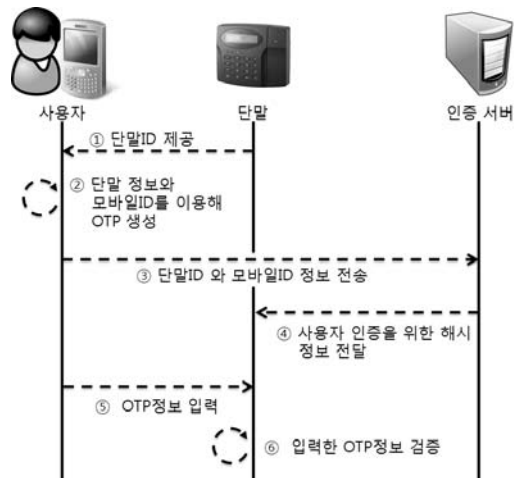 사용자
단말
인증 서버
① 단말ID 제공
② 단말 정보와
모바일ID를 이용해
OTP 생성
③ 단말ID 와 모바일ID 정보 전송
④ 사용자 인증을 위한 해시
정보 전달
⑤ OTP정보 입력
⑥ 입력한 OTP정보 검증